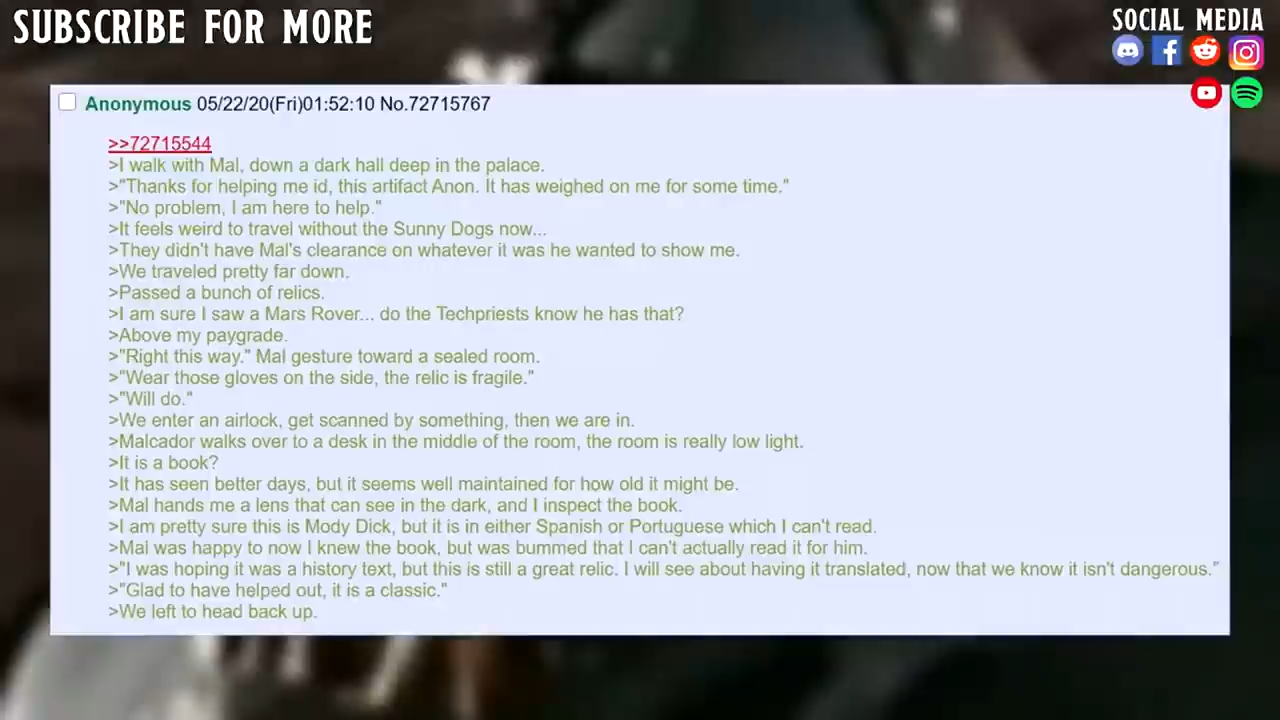 SUBSCRIBE FOR MORE
SOCIAL MEDIA
Anonymous 05/22/20(Fri)01:52:10 No.72715767
>>72715544
>I walk with Mal, down a dark hall deep in the palace.
>"Thanks for helping me id, this artifact Anon. It has weighed on me for some time."
>"No problem, I am here to help."
>It feels weird to travel without the Sunny Dogs now...
>They didn't have Mal's clearance on whatever it was he wanted to show me.
>We traveled pretty far down.
>Passed a bunch of relics.
>I am sure I saw a Mars Rover... do the Techpriests know he has that?
>Above my paygrade.
>"Right this way." Mal gesture toward a sealed room.
>"Wear those gloves on the side, the relic is fragile."
>"Will do."
>We enter an airlock, get scanned by something, then we are in.
>Malcador walks over to a desk in the middle of the room, the room is really low light.
>It is a book?
>It has seen better days, but it seems well maintained for how old it might be.
>Mal hands me a lens that can see in the dark, and I inspect the book.
>I am pretty sure this is Mody Dick, but it is in either Spanish or Portuguese which I can't read.
>Mal was happy to now I knew the book, but was bummed that I can't actually read it for him.
>"I was hoping it was a history text, but this is still a great relic. I will see about having it translated, now that we know it isn't dangerous."
>"Glad to have helped out, it is a classic."
>We left to head back up.